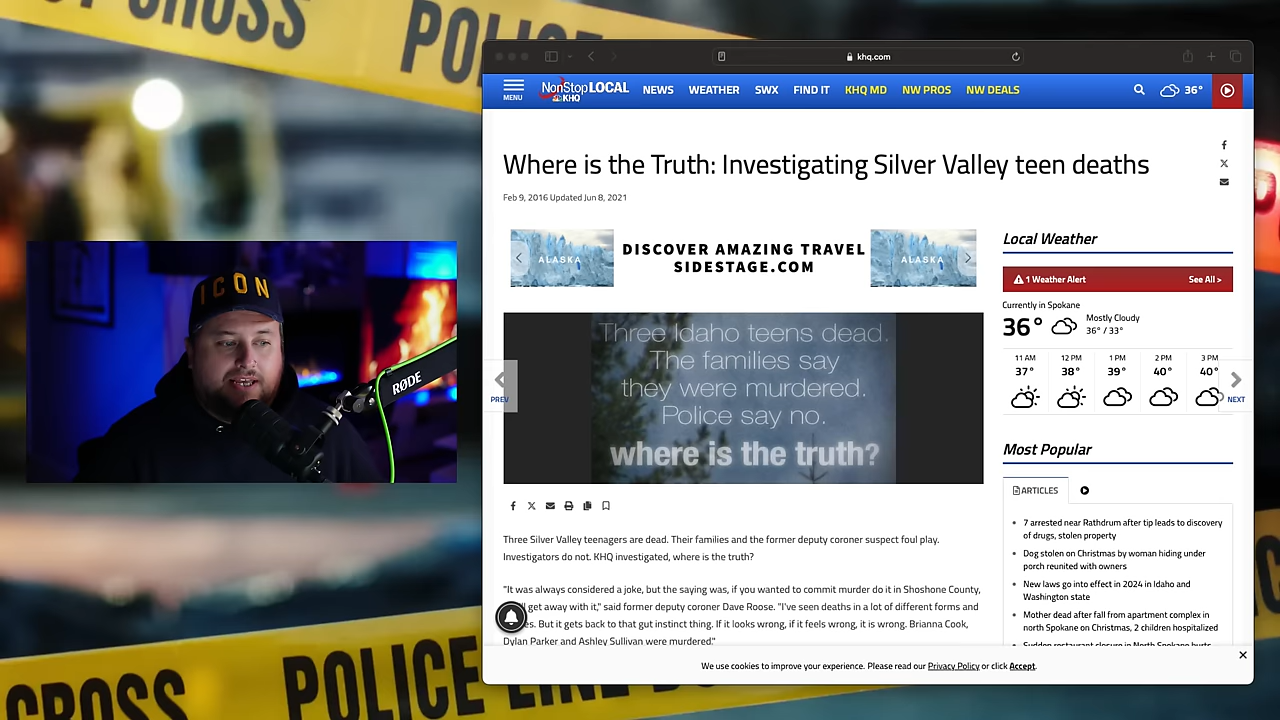 CROSS
POL
khq.com
MENU
NonStop LOCAL
KHQ
NEWS
WEATHER
SWX
FIND IT
KHQ MD
NW PROS
NW DEALS
36°
Where is the Truth: Investigating Silver Valley teen deaths
Feb 9, 2016 Updated Jun 8, 2021
ALASKA
DISCOVER AMAZING TRAVEL
SIDESTAGE.COM
ALASKA
Three Idaho teens dead.
The families say
they were murdered.
Police say no.
where is the truth?
PREV
NEXT
ICON
RØDE
Three Silver Valley teenagers are dead. Their families and the former deputy coroner suspect foul play.
Investigators do not. KHQ investigated, where is the truth?
"It was always considered a joke, but the saying was, if you wanted to commit murder do it in Shoshone County,
get away with it," said former deputy coroner Dave Roose. "I've seen deaths in a lot of different forms and
But it gets back to that gut instinct thing. If it looks wrong, if it feels wrong, it is wrong. Brianna Cook,
Dylan Parker and Ashley Sullivan were murdered."
Local Weather
1 Weather Alert
See All >
Currently in Spokane
36°
Mostly Cloudy
36° / 33°
11 AM 12 PM 1 PM 2 PM 3 PM
37° 38° 39° 40° 40°
Most Popular
ARTICLES
7 arrested near Rathdrum after tip leads to discovery
of drugs, stolen property
Dog stolen on Christmas by woman hiding under
porch reunited with owners
New laws go into effect in 2024 in Idaho and
Washington state
Mother dead after fall from apartment complex in
north Spokane on Christmas, 2 children hospitalized
Sudden restaurant closure in North Spokane hurts
We use cookies to improve your experience. Please read our Privacy Policy or click Accept.
CROSS
POLICE LINE DO